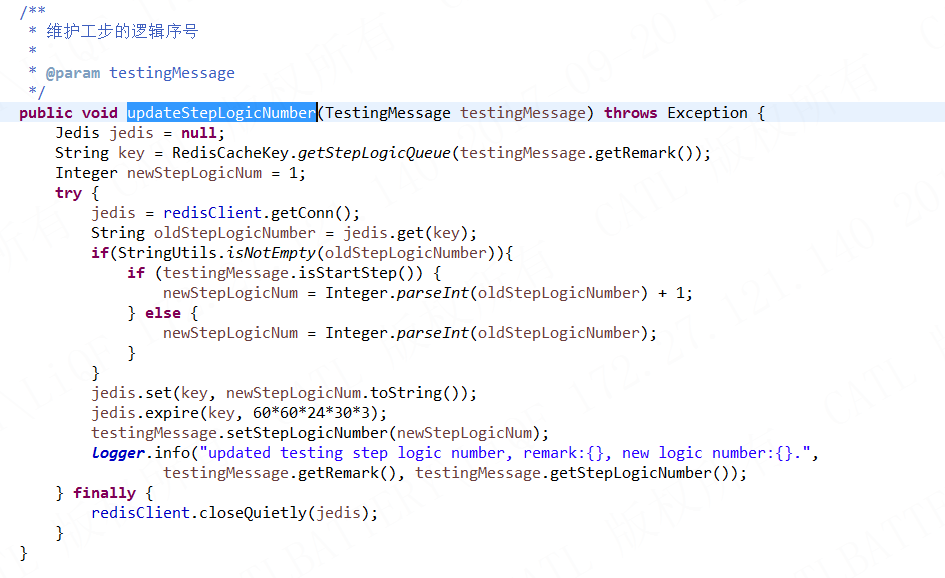 /**
 * 维护工步的逻辑序号
 *
 * @param testingMessage
 */
public void updateStepLogicNumber(TestingMessage testingMessage) throws Exception {
    Jedis jedis = null;
    String key = RedisCacheKey.getStepLogicQueue(testingMessage.getRemark());
    Integer newStepLogicNum = 1;
    try {
        jedis = redisClient.getConn();
        String oldStepLogicNumber = jedis.get(key);
        if(StringUtils.isNotEmpty(oldStepLogicNumber)){
            if (testingMessage.isStartStep()) {
                newStepLogicNum = Integer.parseInt(oldStepLogicNumber) + 1;
            } else {
                newStepLogicNum = Integer.parseInt(oldStepLogicNumber);
            }
        }
        jedis.set(key, newStepLogicNum.toString());
        jedis.expire(key, 60*60*24*30*3);
        testingMessage.setStepLogicNumber(newStepLogicNum);
        logger.info("updated testing step logic number, remark:{}, new logic number:{}.",
                testingMessage.getRemark(), testingMessage.getStepLogicNumber());
    } finally {
        redisClient.closeQuietly(jedis);
    }
}